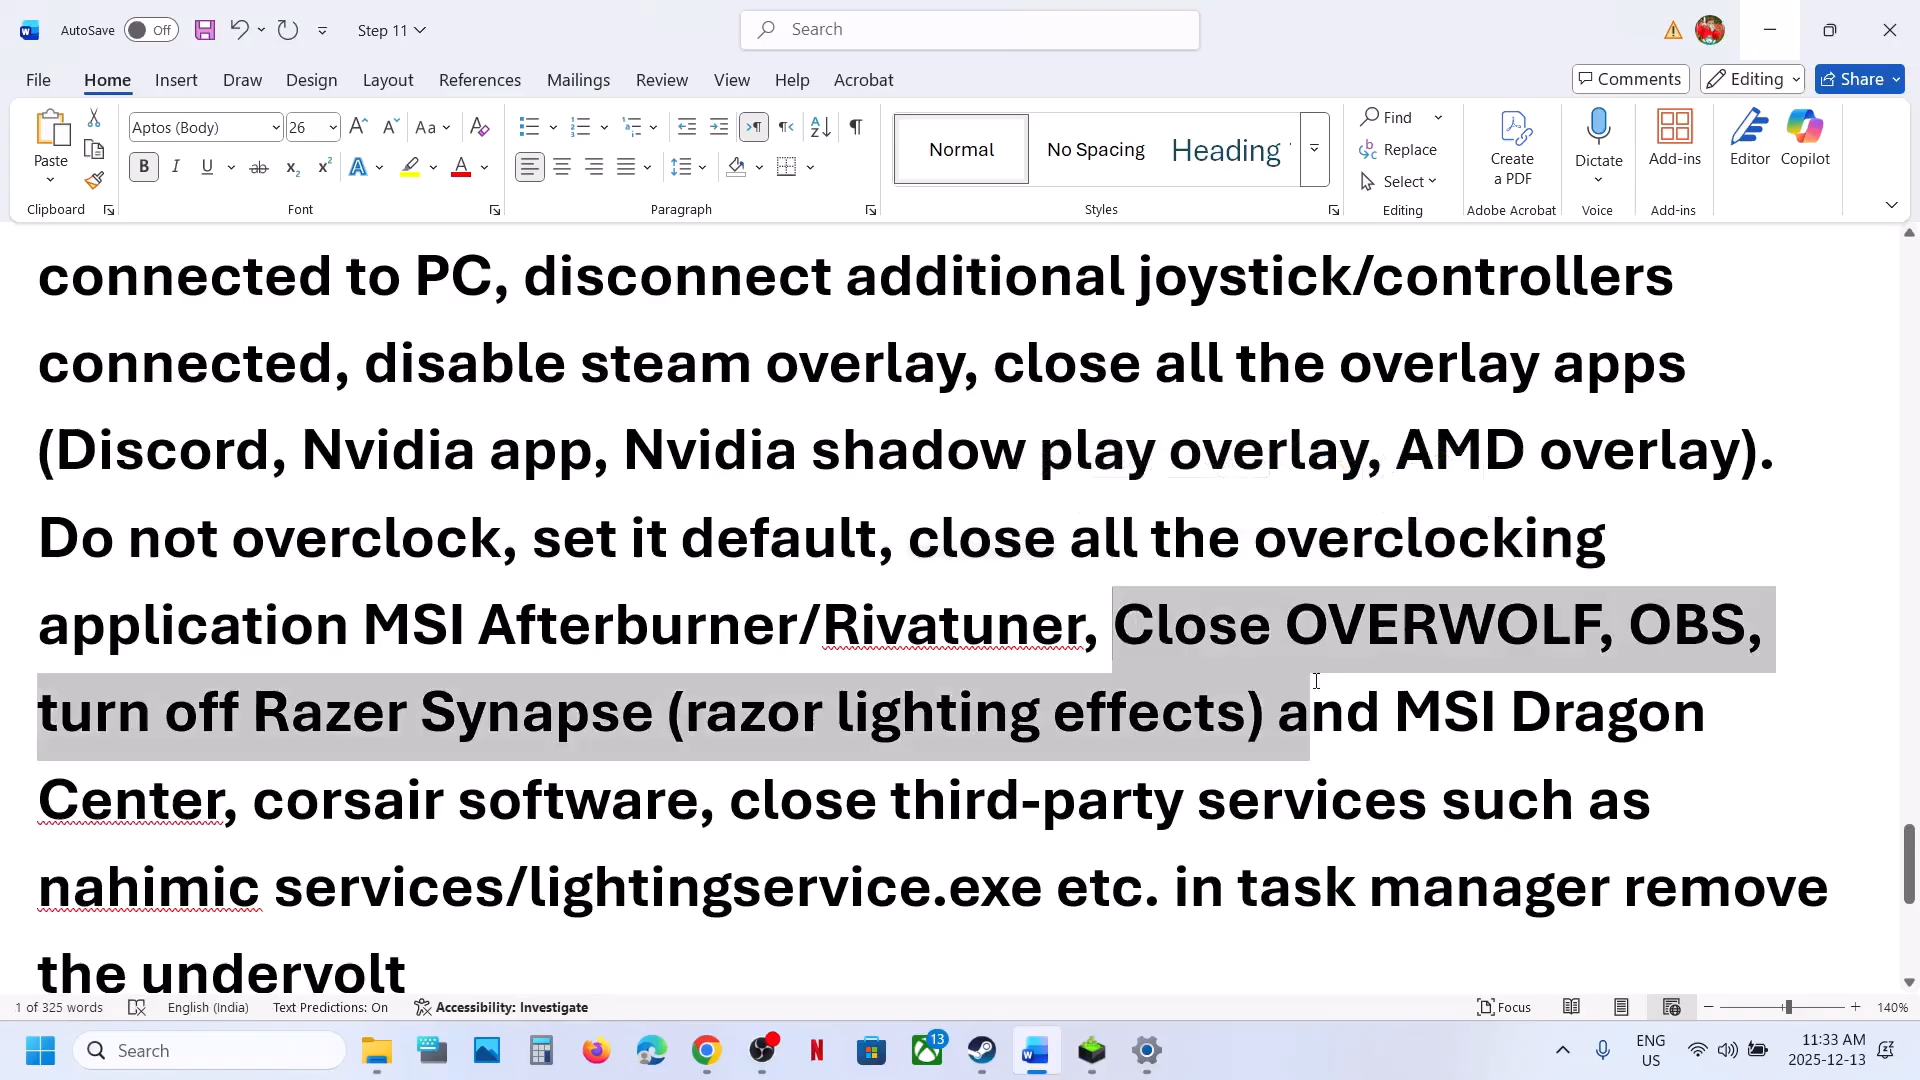 AutoSave Off Step 11 Search
File Home Insert Draw Design Layout References Mailings Review View Help Acrobat Comments Editing Share
Paste
Aptos (Body) 26 Aa
B I U ab x₂ x² A A
Normal No Spacing Heading
Find
Replace
Select
Create a PDF
Dictate
Add-ins
Editor
Copilot
Clipboard Font Paragraph Styles Editing Adobe Acrobat Voice Add-ins
connected to PC, disconnect additional joystick/controllers
connected, disable steam overlay, close all the overlay apps
(Discord, Nvidia app, Nvidia shadow play overlay, AMD overlay).
Do not overclock, set it default, close all the overclocking
application MSI Afterburner/Rivatuner, Close OVERWOLF, OBS,
turn off Razer Synapse (razor lighting effects) and MSI Dragon
Center, corsair software, close third-party services such as
nahimic services/lightingservice.exe etc. in task manager remove
the undervolt
1 of 325 words English (India) Text Predictions: On Accessibility: Investigate Focus 140%
Search 13 ENG US 11:33 AM 2025-12-13